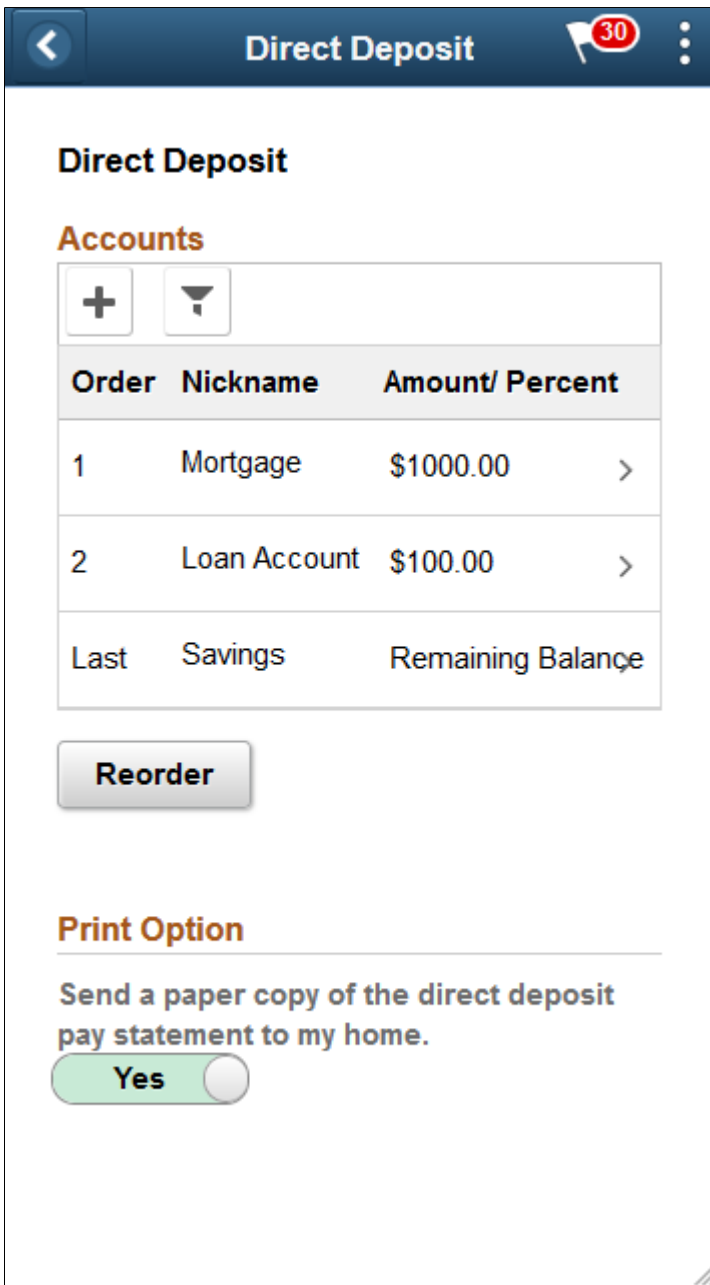 Direct Deposit 30
Direct Deposit
Accounts
Order Nickname Amount/ Percent
1 Mortgage $1000.00
2 Loan Account $100.00
Last Savings Remaining Balance
Reorder
Print Option
Send a paper copy of the direct deposit
pay statement to my home.
Yes